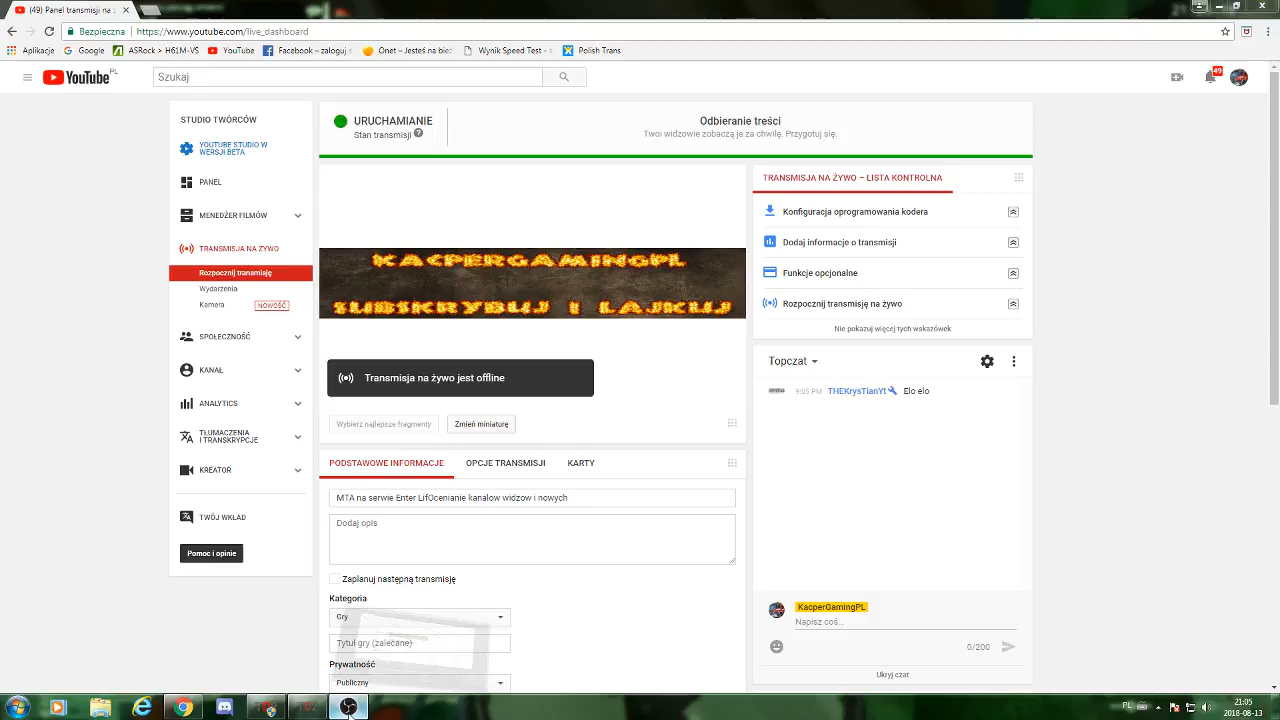 (49) Panel transmisji na ż
Bezpieczna
https://www.youtube.com/live_dashboard
Aplikacje
Google
ASRock > H61M-VS
YouTube
Facebook – zaloguj s
Onet – Jesteś na bież
Wynik Speed Test - S
Polish Trans
YouTube PL
Szukaj
49
STUDIO TWÓRCÓW
YOUTUBE STUDIO W
WERSJI BETA
PANEL
MENEDŻER FILMÓW
TRANSMISJA NA ŻYWO
Rozpocznij transmisję
Wydarzenia
Kamera NOWOŚĆ
SPOŁECZNOŚĆ
KANAŁ
ANALYTICS
TŁUMACZENIA
I TRANSKRYPCJE
KREATOR
TWÓJ WKŁAD
Pomoc i opinie
URUCHAMIANIE
Stan transmisji ?
Odbieranie treści
Twoi widzowie zobaczą je za chwilę. Przygotuj się.
KACPERGAMINGPL
SUBSKRYBUJ I LAJKUJ
Transmisja na żywo jest offline
Wybierz najlepsze fragmenty
Zmień miniaturę
PODSTAWOWE INFORMACJE
OPCJE TRANSMISJI
KARTY
MTA na serwie Enter LifOcenianie kanalow widzow i nowych
Dodaj opis
Zaplanuj następną transmisję
Kategoria
Gry
Tytuł gry (zalecane)
Prywatność
Publiczny
TRANSMISJA NA ŻYWO – LISTA KONTROLNA
Konfiguracja oprogramowania kodera
Dodaj informacje o transmisji
Funkcje opcjonalne
Rozpocznij transmisję na żywo
Nie pokazuj więcej tych wskazówek
Topczat
9:05 PM THEKrysTianYt Elo elo
KacperGamingPL
Napisz coś...
0/200
Ukryj czat
PL
21:05
2018-08-13